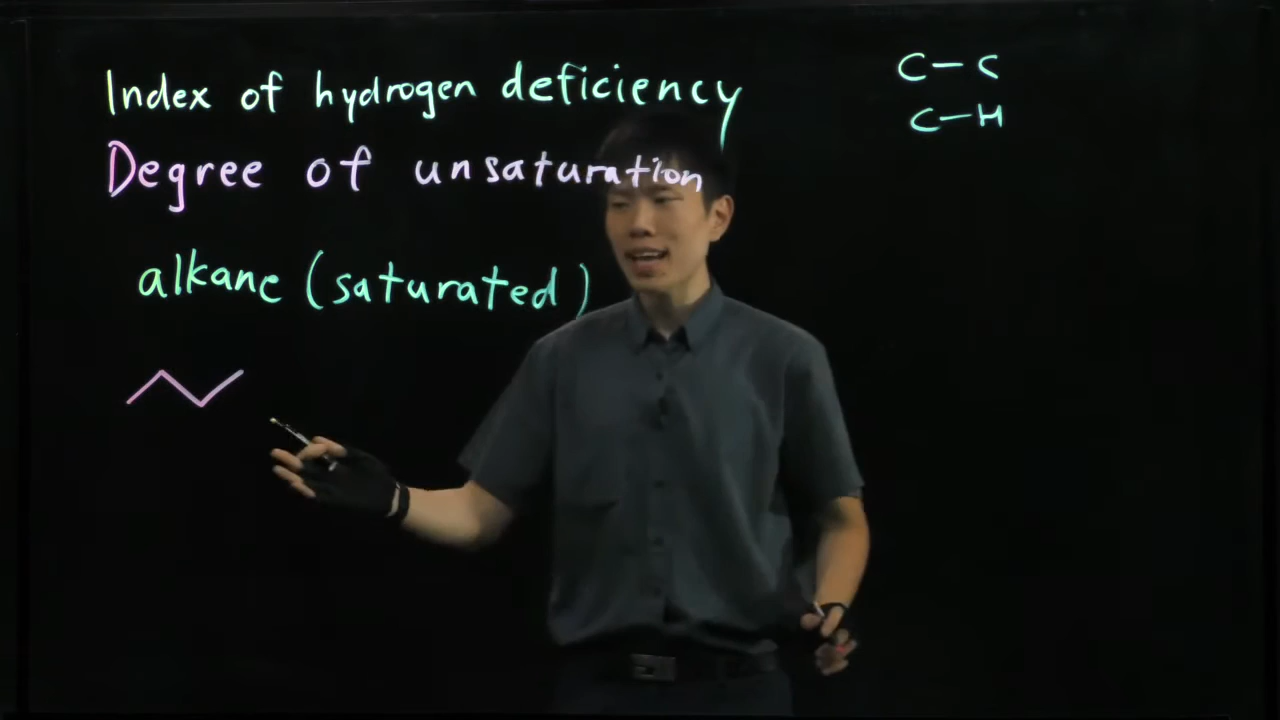 Index of hydrogen deficiency
Degree of unsaturation
alkane (saturated)
C-C
C-H